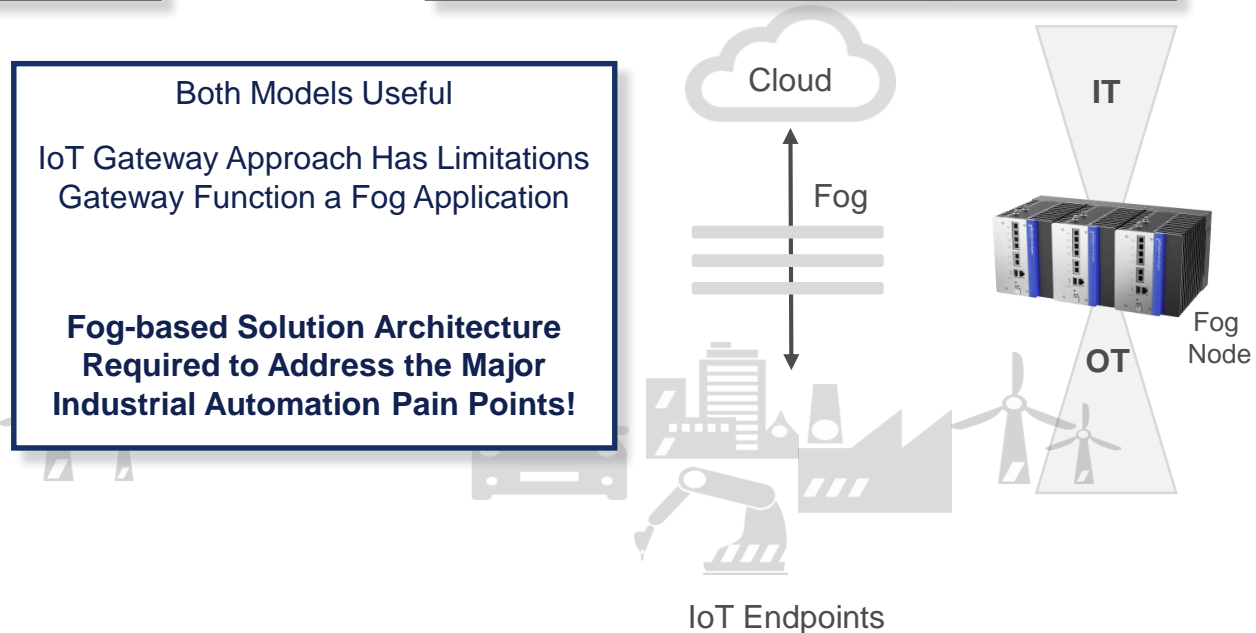 Both Models Useful
IoT Gateway Approach Has Limitations
Gateway Function a Fog Application
Fog-based Solution Architecture
Required to Address the Major
Industrial Automation Pain Points!
Cloud
Fog
IoT Endpoints
IT
Fog
Node
OT